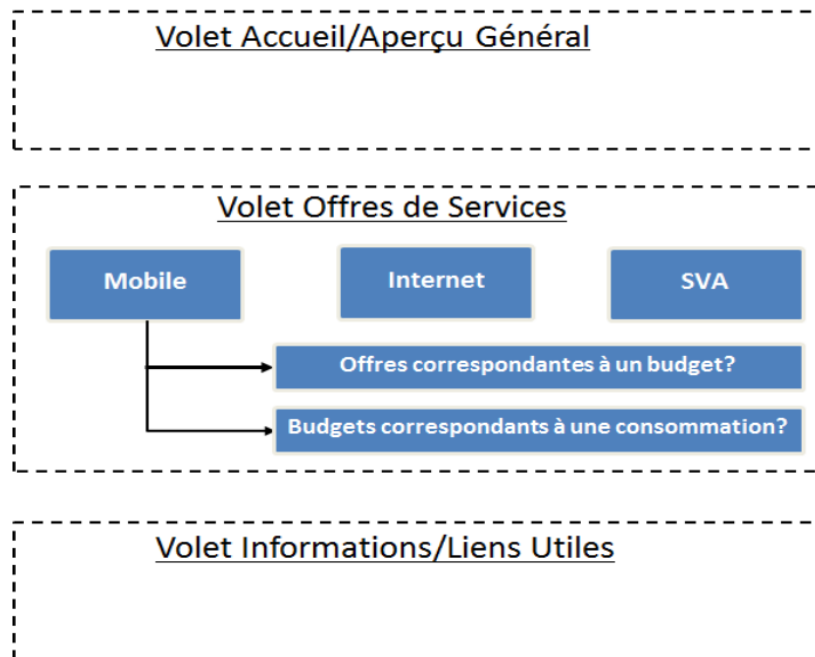 Volet Accueil/Aperçu Général
Volet Offres de Services
Mobile
Internet
SVA
Offres correspondantes à un budget?
Budgets correspondants à une consommation?
Volet Informations/Liens Utiles